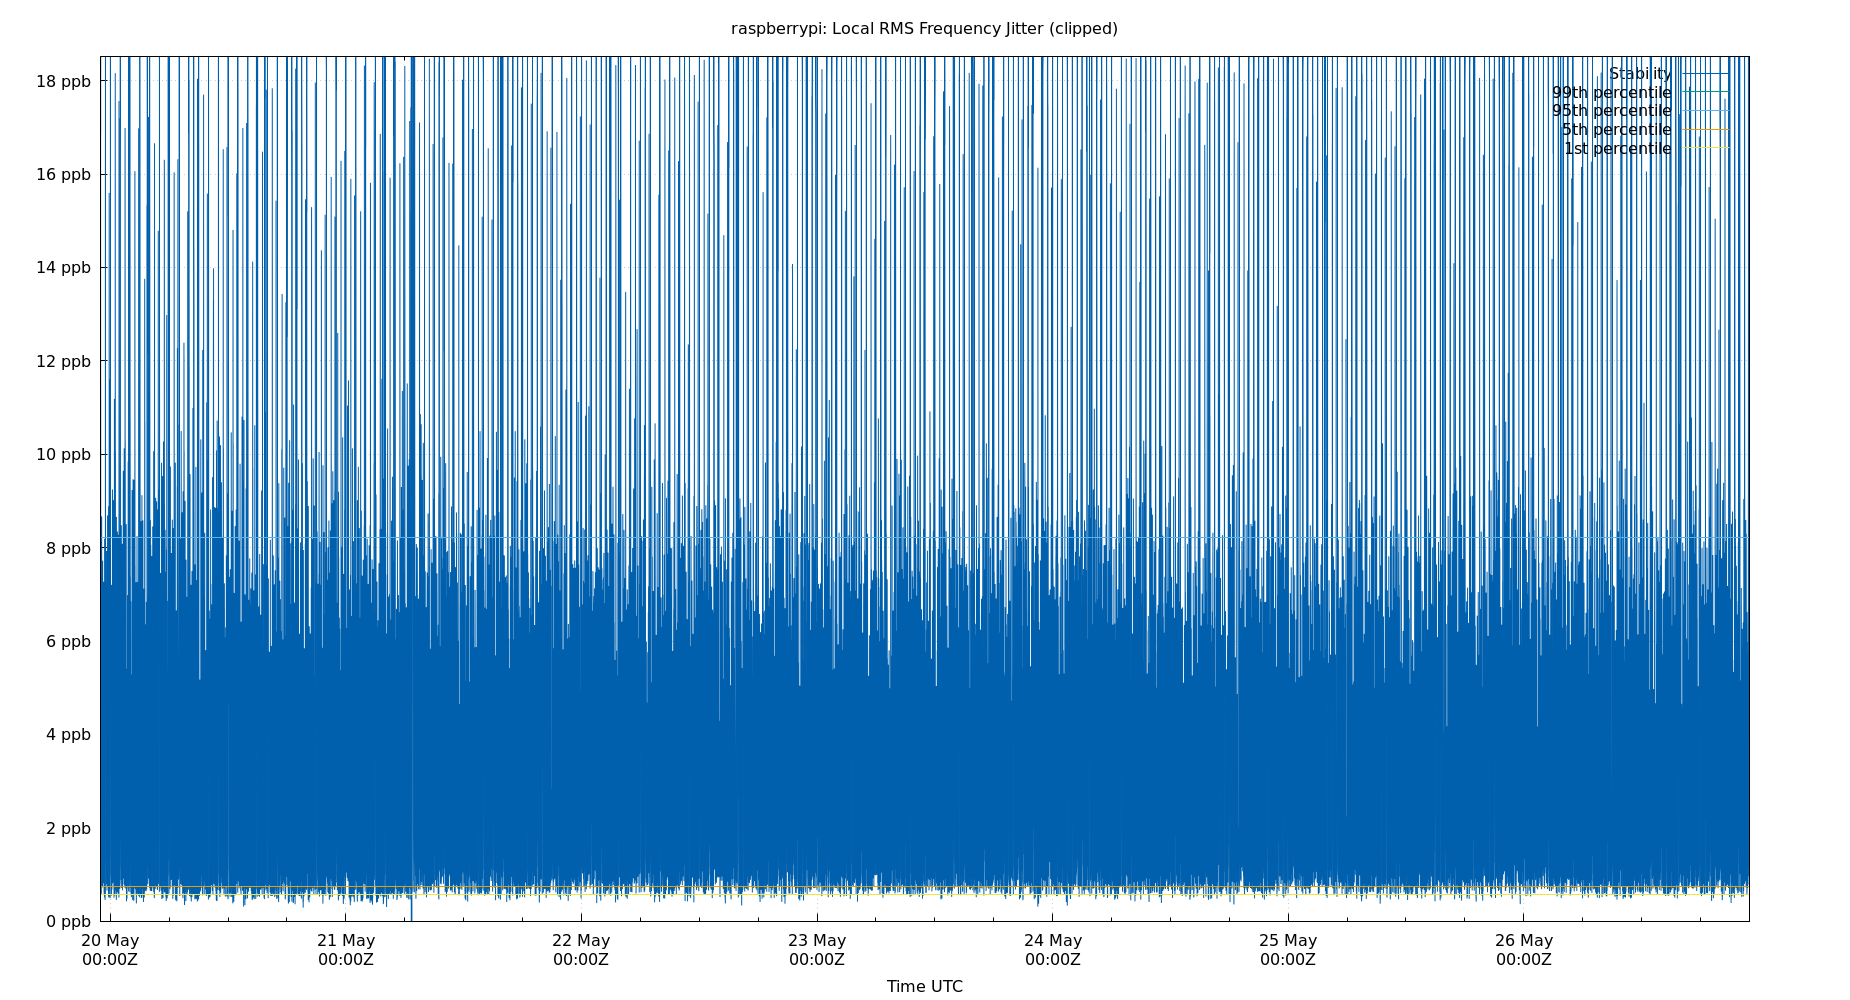 raspberrypi: Local RMS Frequency Jitter (clipped)
18 ppb
16 ppb
14 ppb
12 ppb
10 ppb
8 ppb
6 ppb
4 ppb
2 ppb
0 ppb
Stability
99th percentile
95th percentile
5th percentile
1st percentile
20 May
00:00Z
21 May
00:00Z
22 May
00:00Z
23 May
00:00Z
24 May
00:00Z
25 May
00:00Z
26 May
00:00Z
Time UTC